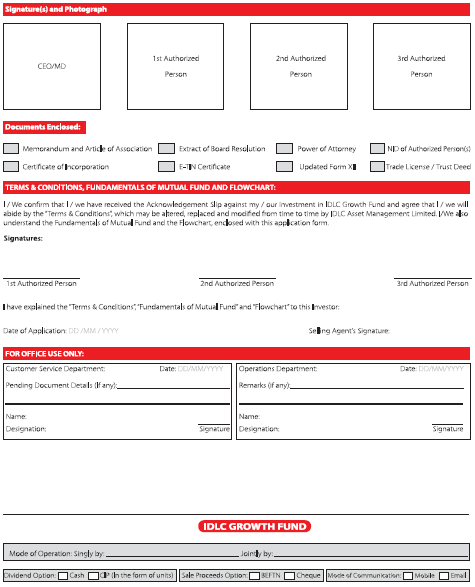 Signature(s) and Photograph
CEO/MD
1st Authorized
Person
2nd Authorized
Person
3rd Authorized
Person
Documents Enclosed:
Memorandum and Article of Association Extract of Board Resolution Power of Attorney NID of Authorized Person(s)
Certificate of Incorporation E-TIN Certificate Updated Form XII Trade License / Trust Deed
TERMS & CONDITIONS, FUNDAMENTALS OF MUTUAL FUND AND FLOWCHART:
I / We confirm that I / we have received the Acknowledgement Slip against my / our Investment in IDLC Growth Fund and agree that I / we will
abide by the "Terms & Conditions", which may be altered, replaced and modified from time to time by IDLC Asset Management Limited. I/We also
understand the Fundamentals of Mutual Fund and the Flowchart, enclosed with this application form.
Signatures:
1st Authorized Person 2nd Authorized Person 3rd Authorized Person
I have explained the "Terms & Conditions", "Fundamentals of Mutual Fund" and "Flowchart" to this Investor:
Date of Application: DD /MM / YYYY Selling Agent's Signature:
FOR OFFICE USE ONLY:
Customer Service Department: Date: DD/MM/YYYY
Pending Document Details (If any):
Name:
Designation: Signature
Operations Department: Date: DD/MM/YYYY
Remarks (if any):
Name:
Designation: Signature
IDLC GROWTH FUND
Mode of Operation: Singly by: Jointly by:
Dividend Option: Cash CIP (In the form of units) Sale Proceeds Option: BEFTN Cheque Mode of Communication: Mobile Email